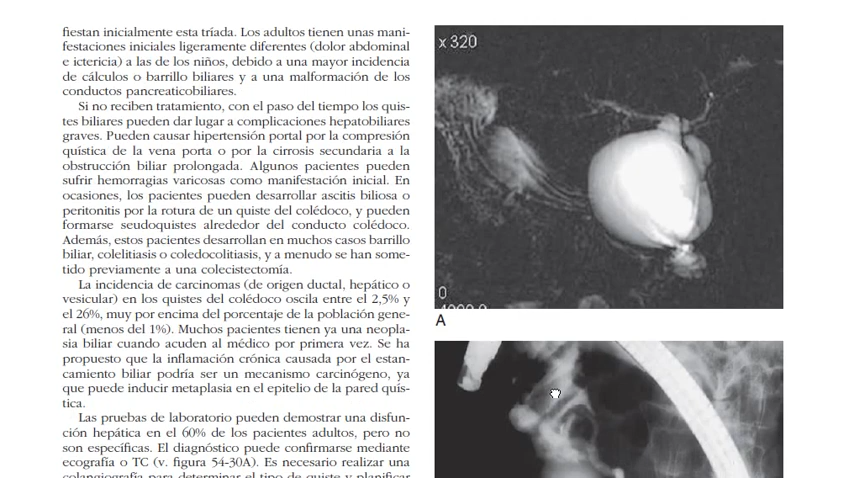 fiestan inicialmente esta tríada. Los adultos tienen unas mani-
festaciones iniciales ligeramente diferentes (dolor abdominal
e ictericia) a las de los niños, debido a una mayor incidencia
de cálculos o barrillo biliares y a una malformación de los
conductos pancreaticobiliares.
Si no reciben tratamiento, con el paso del tiempo los quis-
tes biliares pueden dar lugar a complicaciones hepatobiliares
graves. Pueden causar hipertensión portal por la compresión
quística de la vena porta o por la cirrosis secundaria a la
obstrucción biliar prolongada. Algunos pacientes pueden
sufrir hemorragias varicosas como manifestación inicial. En
ocasiones, los pacientes pueden desarrollar ascitis biliosa o
peritonitis por la rotura de un quiste del colédoco, y pueden
formarse seudoquistes alrededor del conducto colédoco.
Además, estos pacientes desarrollan en muchos casos barrillo
biliar, colelitiasis o coledocolitiasis, y a menudo se han some-
tido previamente a una colecistectomía.
La incidencia de carcinomas (de origen ductal, hepático o
vesicular) en los quistes del colédoco oscila entre el 2,5% y
el 26%, muy por encima del porcentaje de la población gene-
ral (menos del 1%). Muchos pacientes tienen ya una neopla-
sia biliar cuando acuden al médico por primera vez. Se ha
propuesto que la inflamación crónica causada por el estan-
camiento biliar podría ser un mecanismo carcinógeno, ya
que puede inducir metaplasia en el epitelio de la pared quís-
tica.
Las pruebas de laboratorio pueden demostrar una disfun-
ción hepática en el 60% de los pacientes adultos, pero no
son específicas. El diagnóstico puede confirmarse mediante
ecografía o TC (v. figura 54-30A). Es necesario realizar una
colangiografía para determinar el tipo de quiste y planificar
x 320
0
A